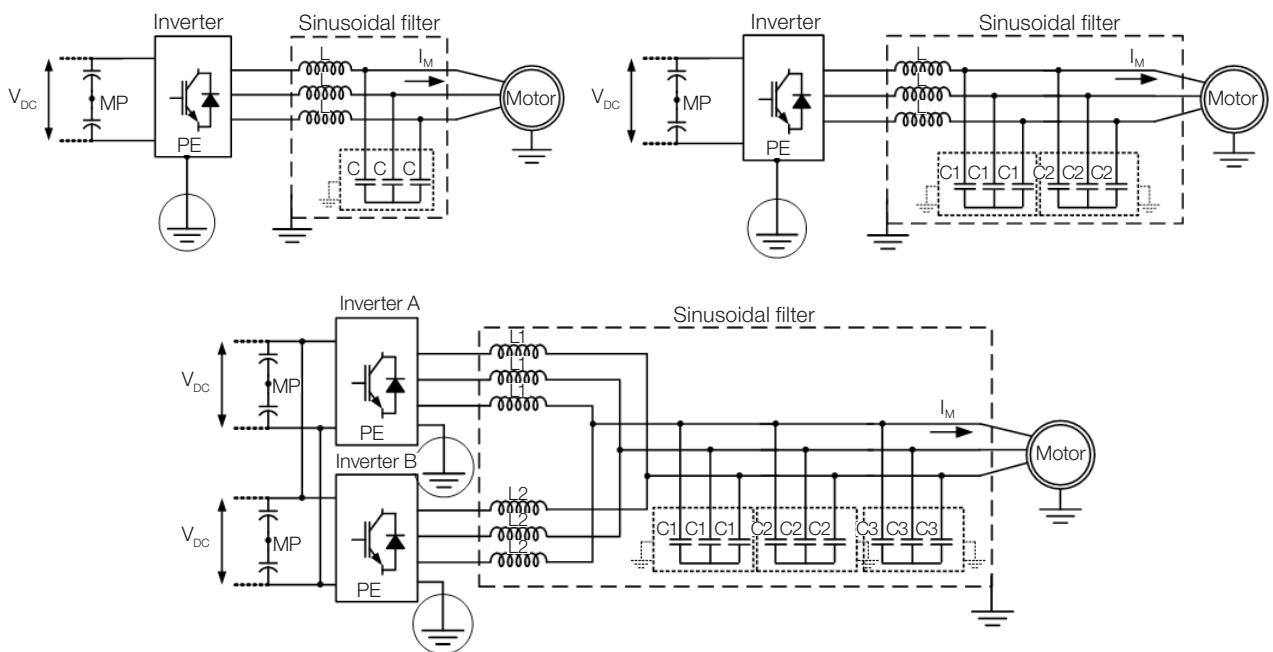 Inverter
Sinusoidal filter
L
L
L
I_M
V_DC
MP
Motor
PE
C C C
Inverter
Sinusoidal filter
L
L
L
I_M
V_DC
MP
Motor
PE
C1 C1 C1 C2 C2 C2
Inverter A
Sinusoidal filter
L1
L1
L1
V_DC
MP
PE
I_M
Motor
Inverter B
L2
L2
L2
V_DC
MP
PE
C1 C1 C1 C2 C2 C2 C3 C3 C3